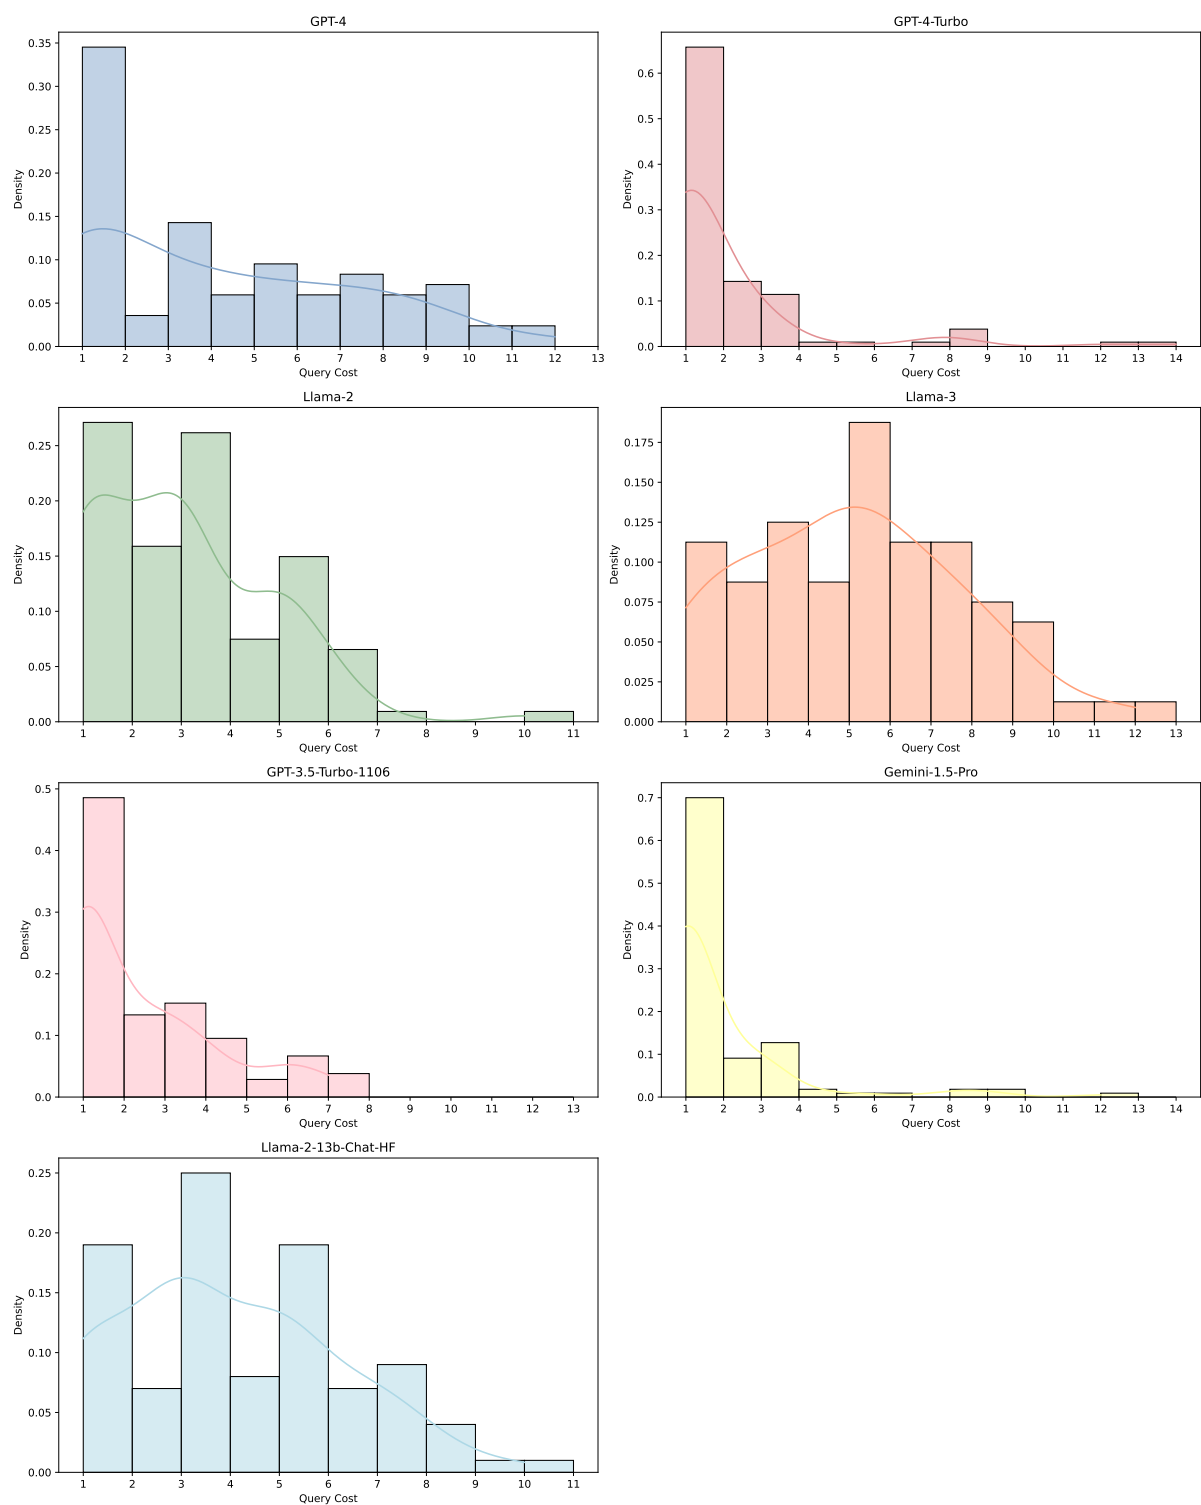 GPT-4
0.35
0.30
0.25
0.20
0.15
0.10
0.05
0.00
Density
1 2 3 4 5 6 7 8 9 10 11 12 13
Query Cost
GPT-4-Turbo
0.6
0.5
0.4
0.3
0.2
0.1
0.0
Density
1 2 3 4 5 6 7 8 9 10 11 12 13 14
Query Cost
Llama-2
0.25
0.20
0.15
0.10
0.05
0.00
Density
1 2 3 4 5 6 7 8 9 10 11
Query Cost
Llama-3
0.175
0.150
0.125
0.100
0.075
0.050
0.025
0.000
Density
1 2 3 4 5 6 7 8 9 10 11 12 13
Query Cost
GPT-3.5-Turbo-1106
0.5
0.4
0.3
0.2
0.1
0.0
Density
1 2 3 4 5 6 7 8 9 10 11 12 13
Query Cost
Gemini-1.5-Pro
0.7
0.6
0.5
0.4
0.3
0.2
0.1
0.0
Density
1 2 3 4 5 6 7 8 9 10 11 12 13 14
Query Cost
Llama-2-13b-Chat-HF
0.25
0.20
0.15
0.10
0.05
0.00
Density
1 2 3 4 5 6 7 8 9 10 11
Query Cost